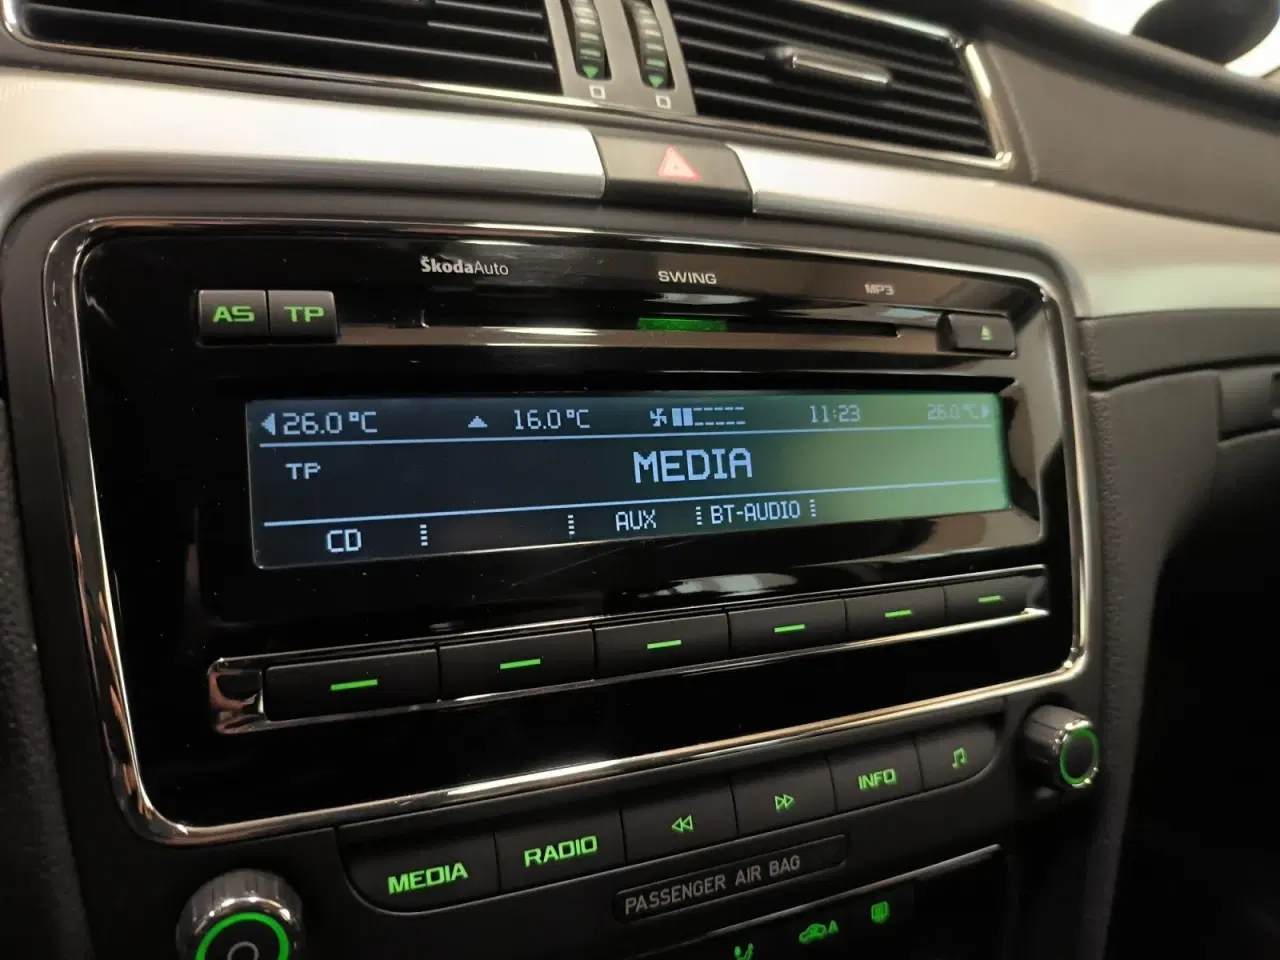 ŠkodaAuto SWING MP3
AS TP
26.0°C 16.0°C 11:23 26.0°C
TP MEDIA
CD AUX BT-AUDIO
MEDIA RADIO INFO
PASSENGER AIR BAG
A